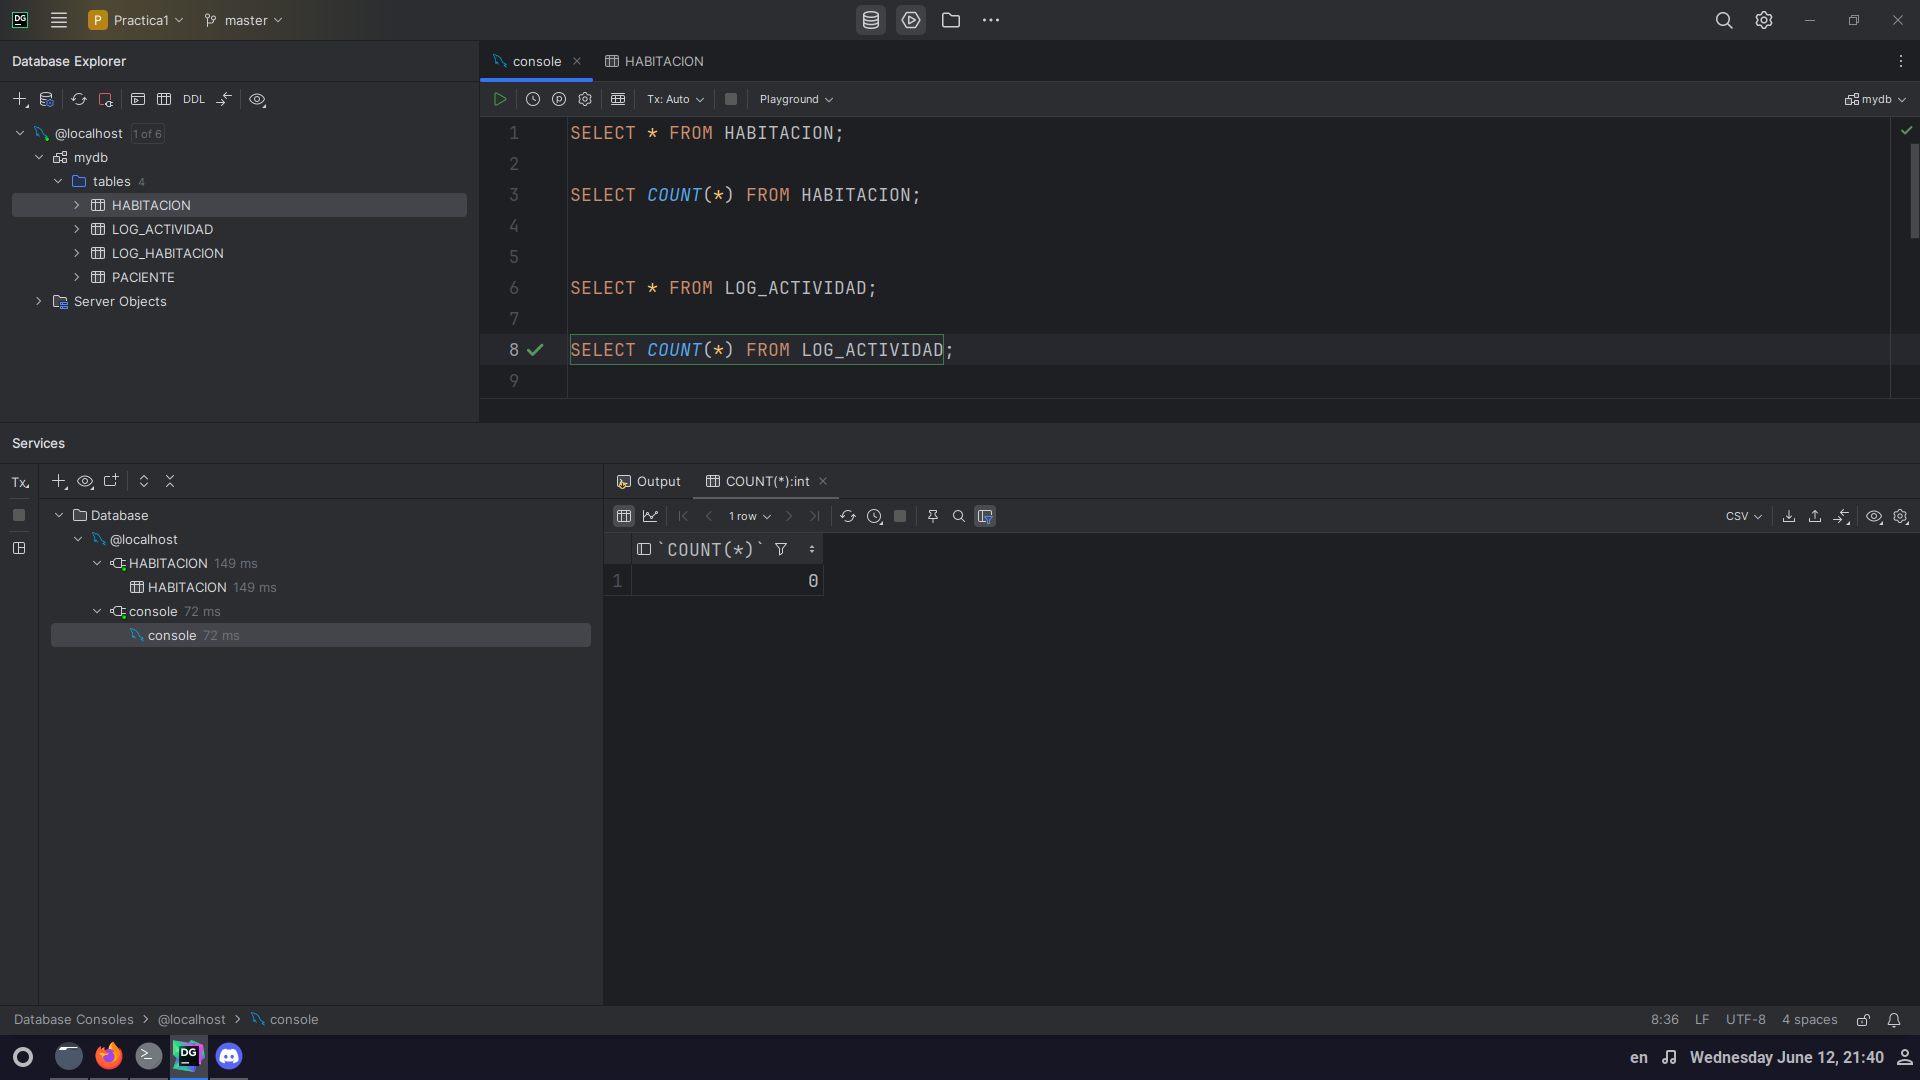 DG
P Practica1 master
Database Explorer
console HABITACION
DDL
Tx: Auto Playground mydb
@localhost 1 of 6
mydb
tables 4
HABITACION
LOG_ACTIVIDAD
LOG_HABITACION
PACIENTE
Server Objects
1 SELECT * FROM HABITACION;
2
3 SELECT COUNT(*) FROM HABITACION;
4
5
6 SELECT * FROM LOG_ACTIVIDAD;
7
8 SELECT COUNT(*) FROM LOG_ACTIVIDAD;
9
Services
Tx
Output COUNT(*):int
1 row CSV
Database
@localhost
HABITACION 149 ms
HABITACION 149 ms
console 72 ms
console 72 ms
`COUNT(*)`
1 0
Database Consoles @localhost console
8:36 LF UTF-8 4 spaces
DG
en Wednesday June 12, 21:40